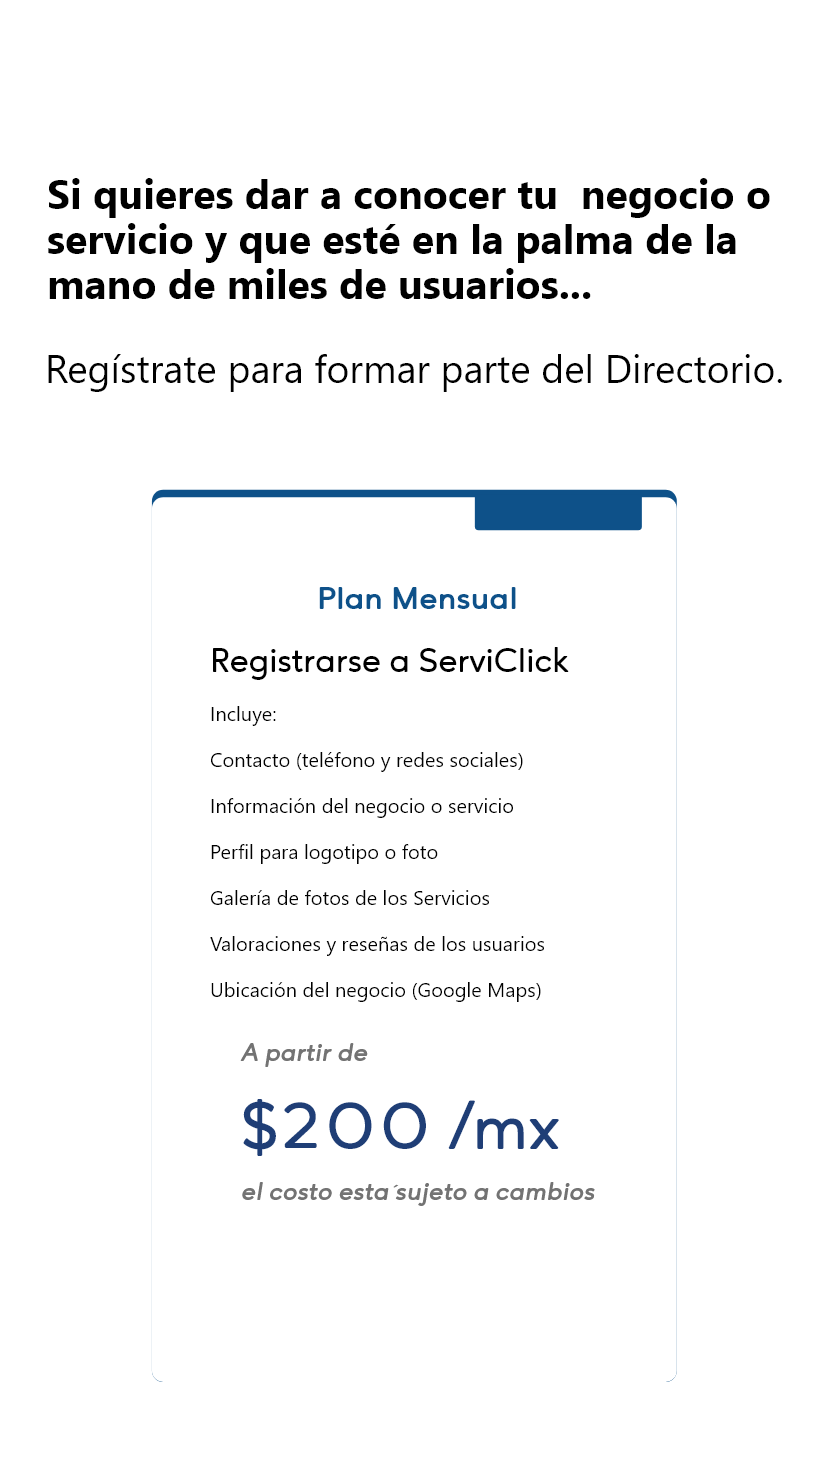 Si quieres dar a conocer tu  negocio o
servicio y que esté en la palma de la
mano de miles de usuarios...
Regístrate para formar parte del Directorio.
Plan Mensual
Registrarse a ServiClick
Incluye:
Contacto (teléfono y redes sociales)
Información del negocio o servicio
Perfil para logotipo o foto
Galería de fotos de los Servicios
Valoraciones y reseñas de los usuarios
Ubicación del negocio (Google Maps)
A partir de
$200 /mx
el costo esta´sujeto a cambios